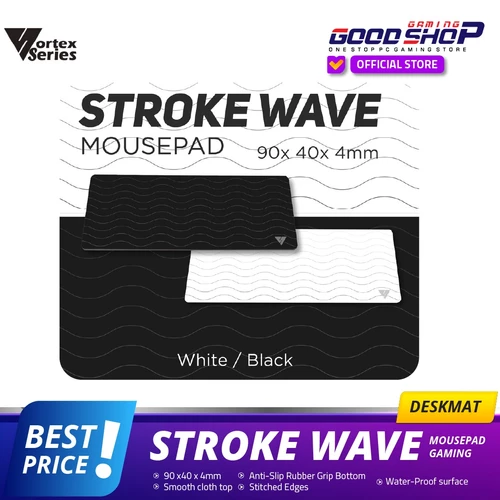 Vortex
Series
GAMING
GOODSHOP
ONE STOP PC GAMING STORE
OFFICIAL STORE
STROKE WAVE
MOUSEPAD
90x 40x 4mm
White / Black
DESKMAT
BEST
PRICE!
STROKE WAVE
MOUSEPAD
GAMING
90 x40 x 4mm
Anti-Slip Rubber Grip Bottom
Water-Proof surface
Smooth cloth top
Stitched Edges